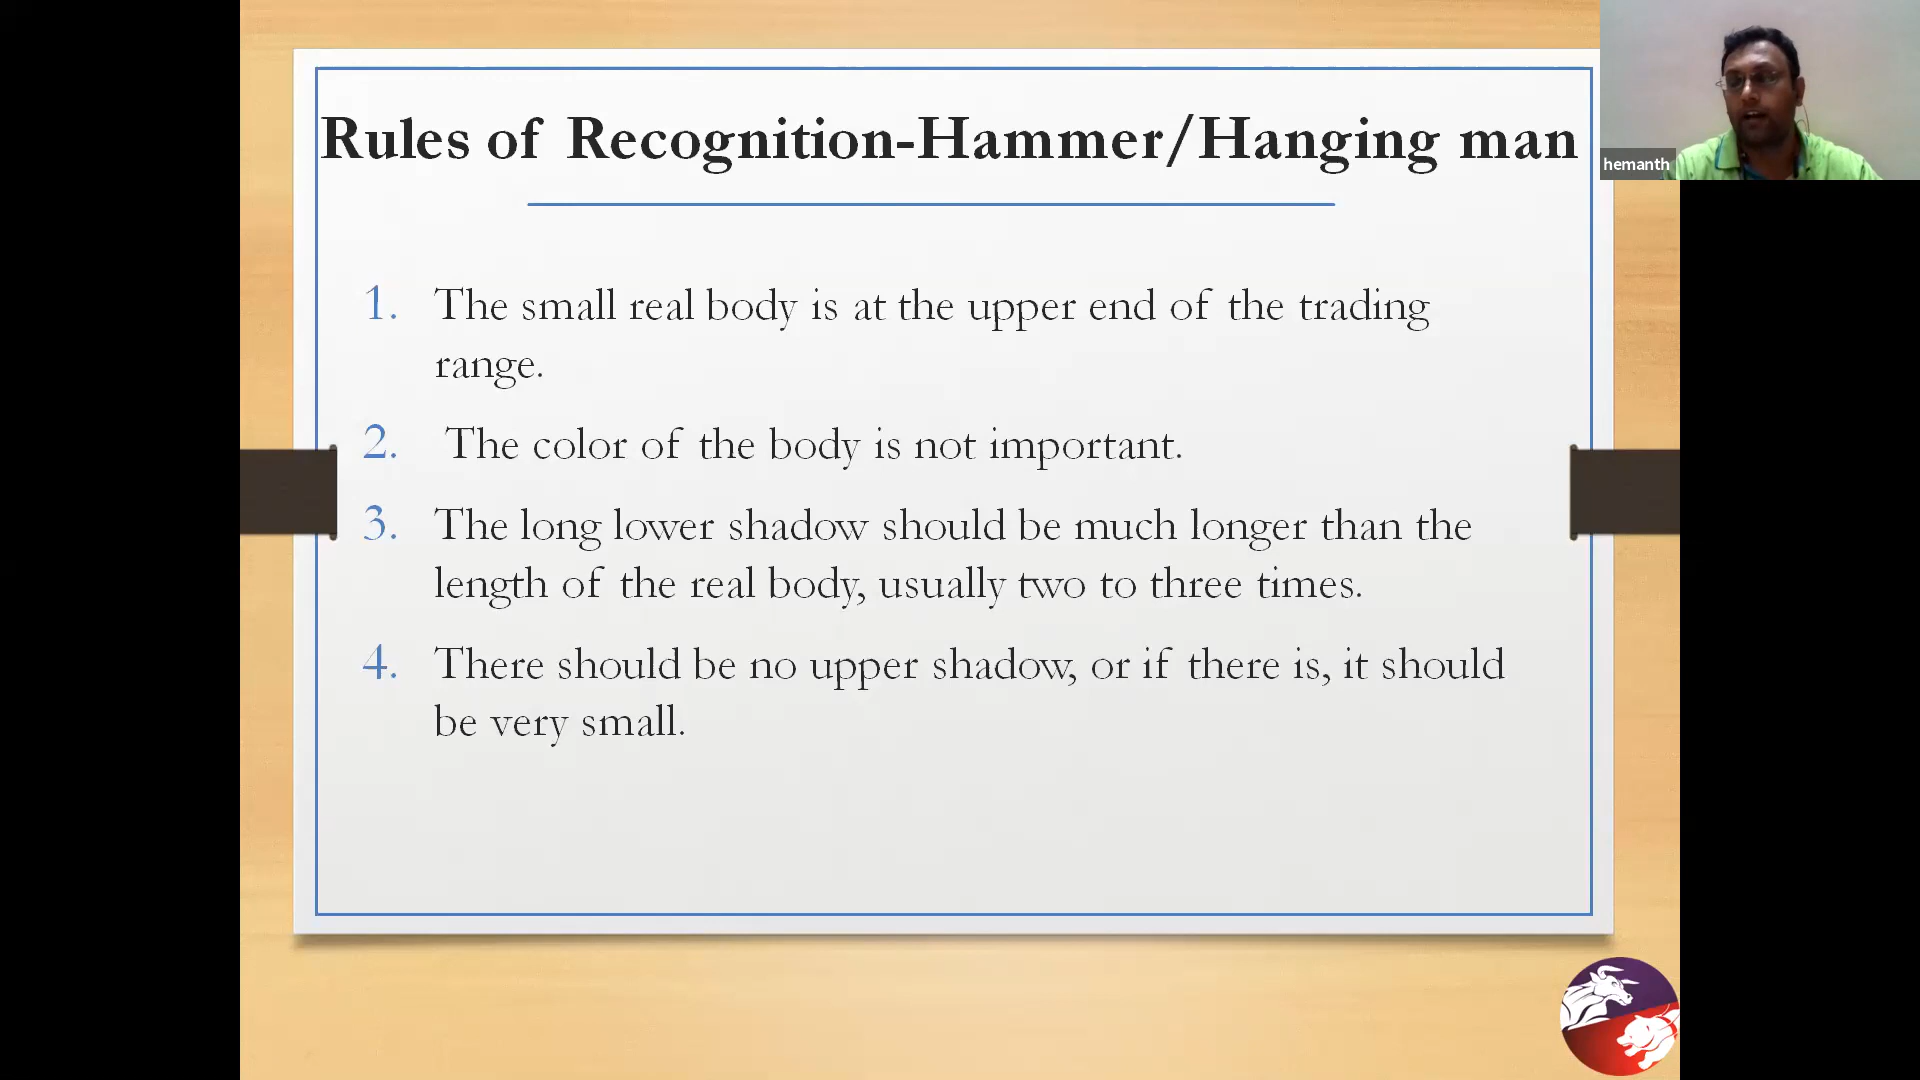 Rules of Recognition-Hammer/Hanging man
hemanth
1. The small real body is at the upper end of the trading
range.
2. The color of the body is not important.
3. The long lower shadow should be much longer than the
length of the real body, usually two to three times.
4. There should be no upper shadow, or if there is, it should
be very small.